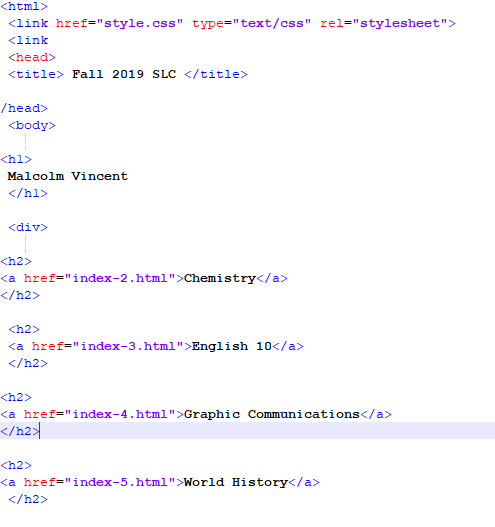 <html>
<link href="style.css" type="text/css" rel="stylesheet">
<link
<head>
<title> Fall 2019 SLC </title>
/head>
<body>
<h1>
Malcolm Vincent
</h1>
<div>
<h2>
<a href="index-2.html">Chemistry</a>
</h2>
<h2>
<a href="index-3.html">English 10</a>
</h2>
<h2>
<a href="index-4.html">Graphic Communications</a>
</h2>
<h2>
<a href="index-5.html">World History</a>
</h2>